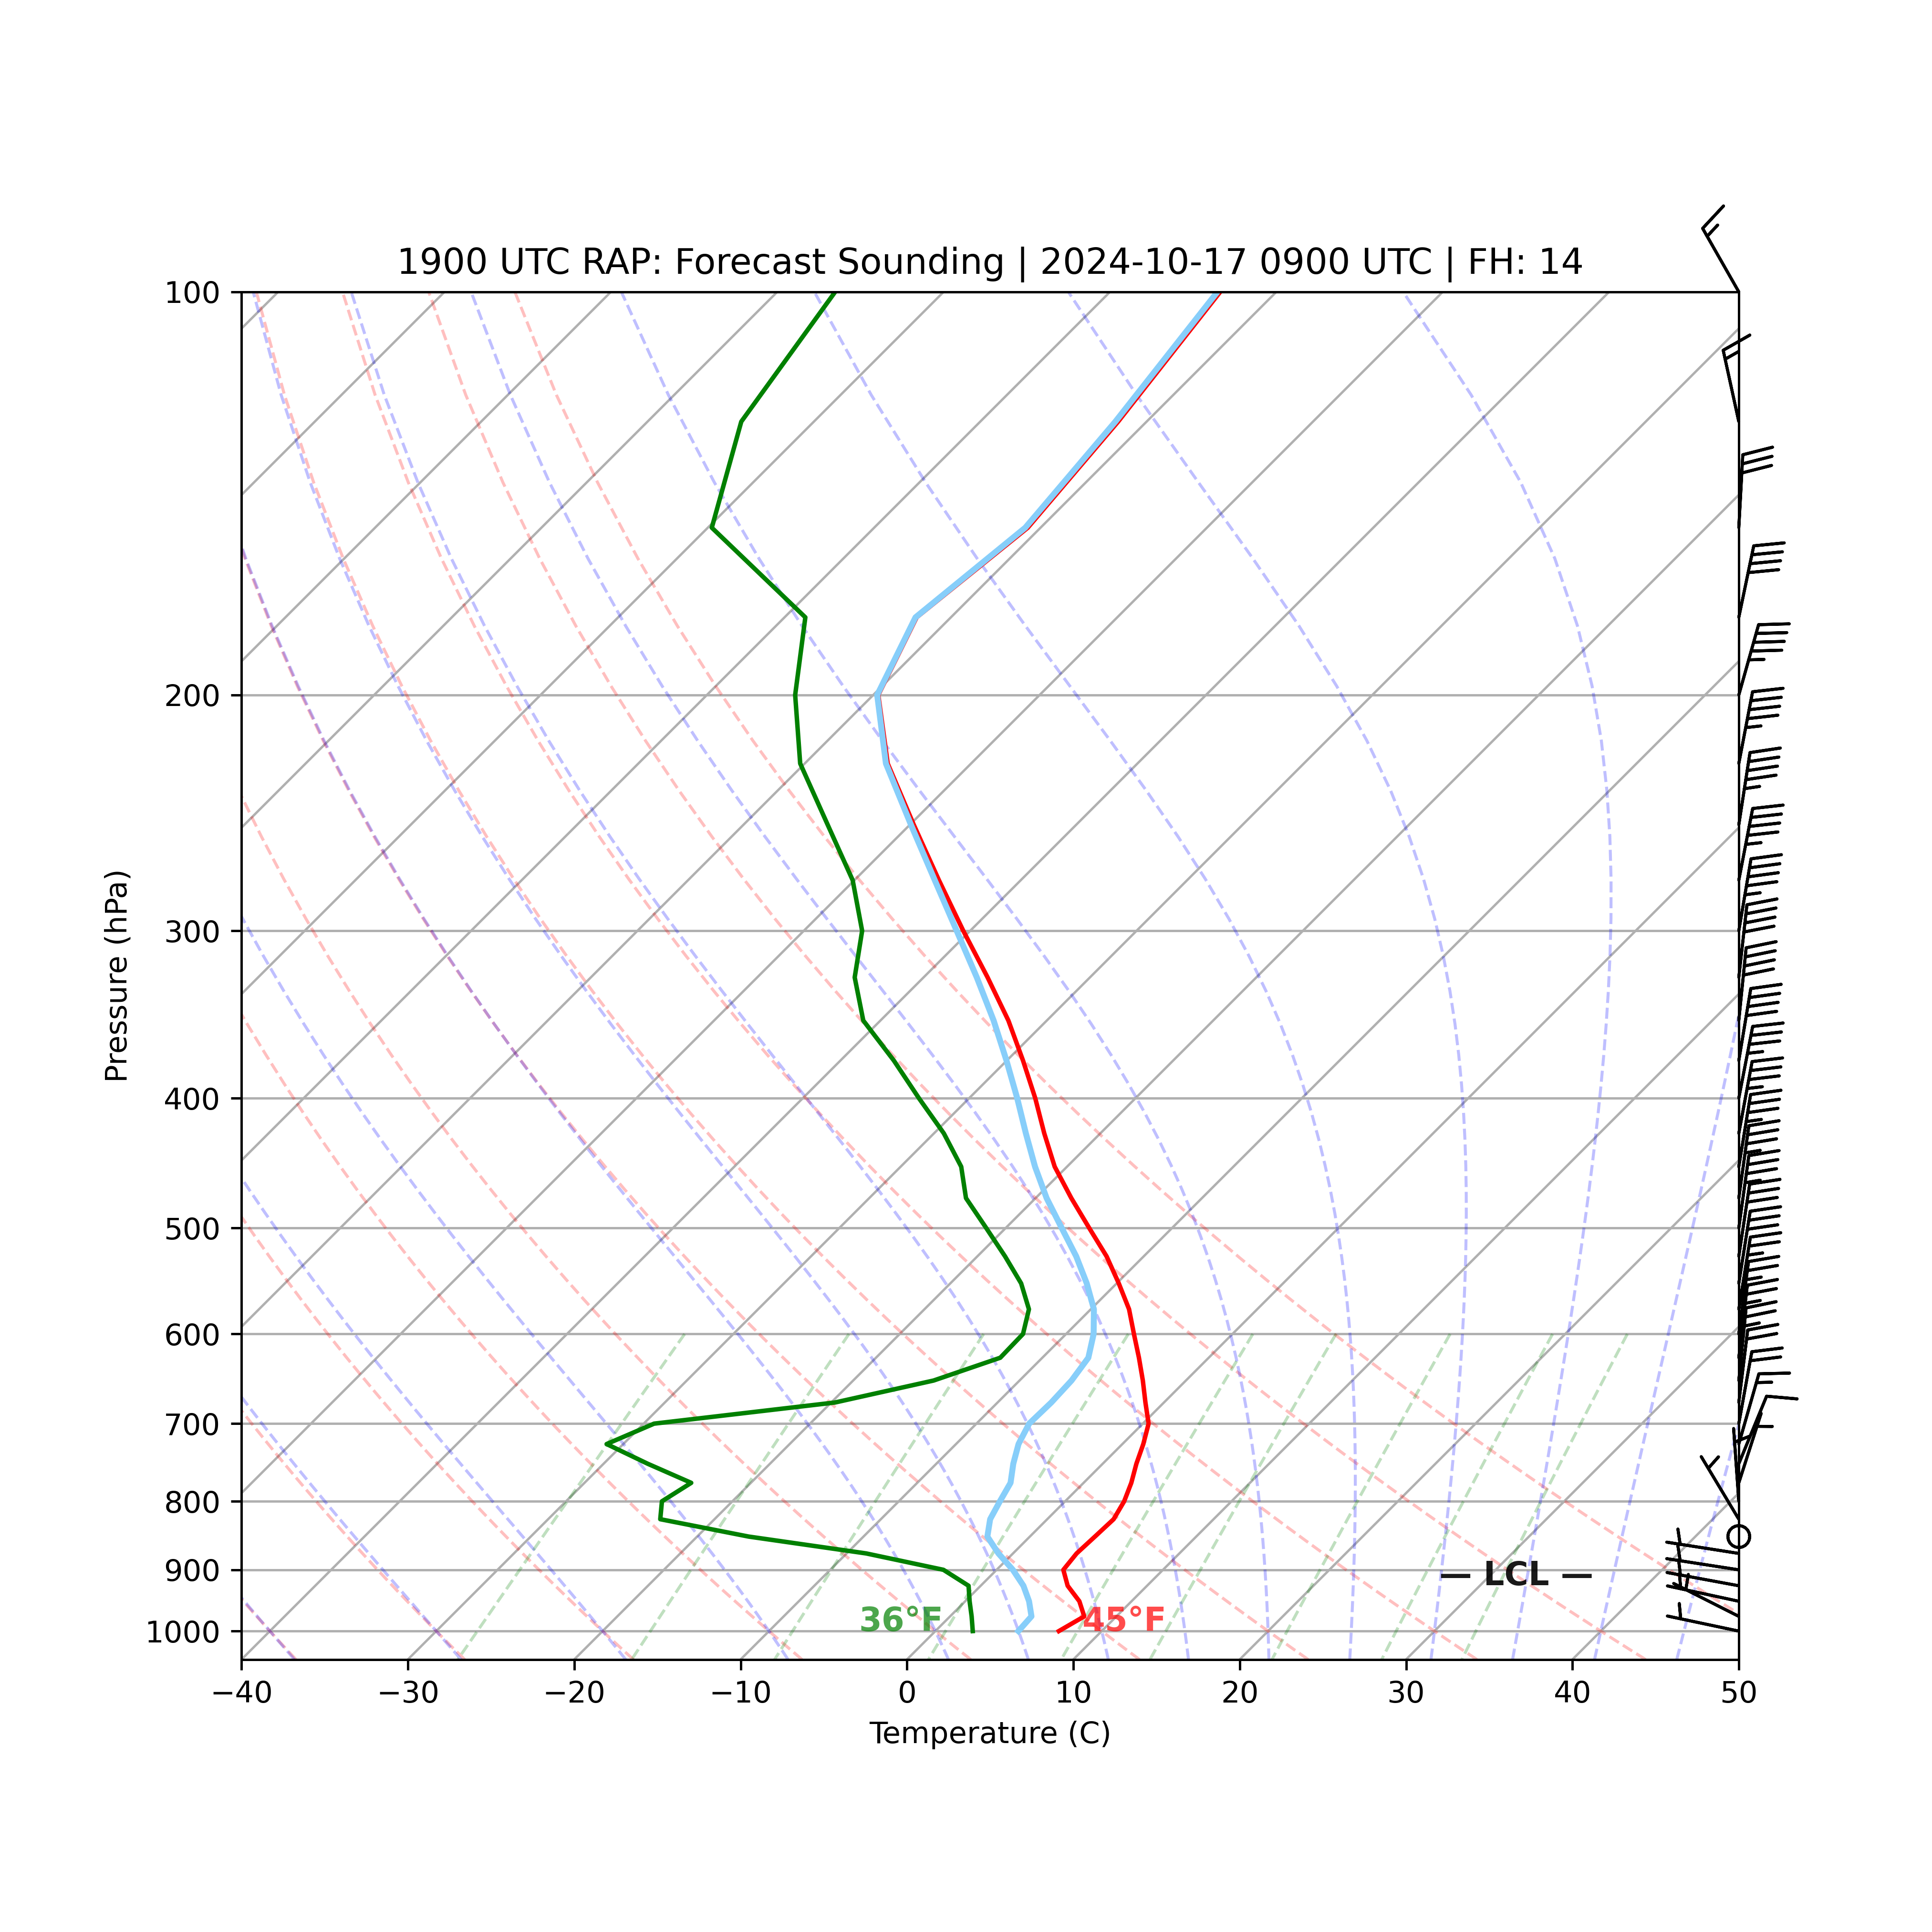 1900 UTC RAP: Forecast Sounding | 2024-10-17 0900 UTC | FH: 14
100
200
300
400
500
600
700
800
900
1000
Pressure (hPa)
— LCL —
36°F
45°F
−40 −30 −20 −10 0 10 20 30 40 50
Temperature (C)